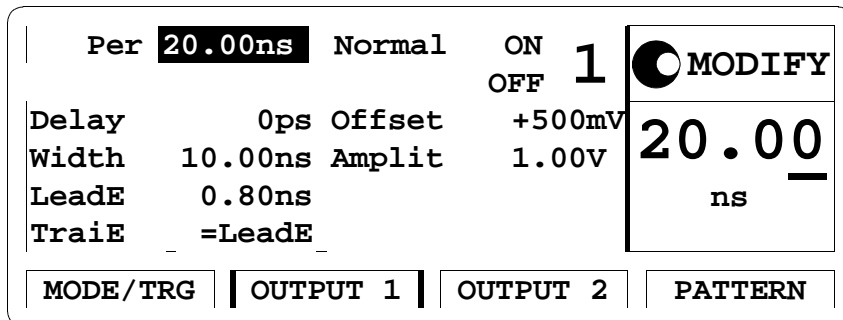 Per 20.00ns Normal ON 1 MODIFY
OFF
Delay 0ps Offset +500mV 20.00
Width 10.00ns Amplit 1.00V
LeadE 0.80ns ns
TraiE =LeadE
MODE/TRG OUTPUT 1 OUTPUT 2 PATTERN